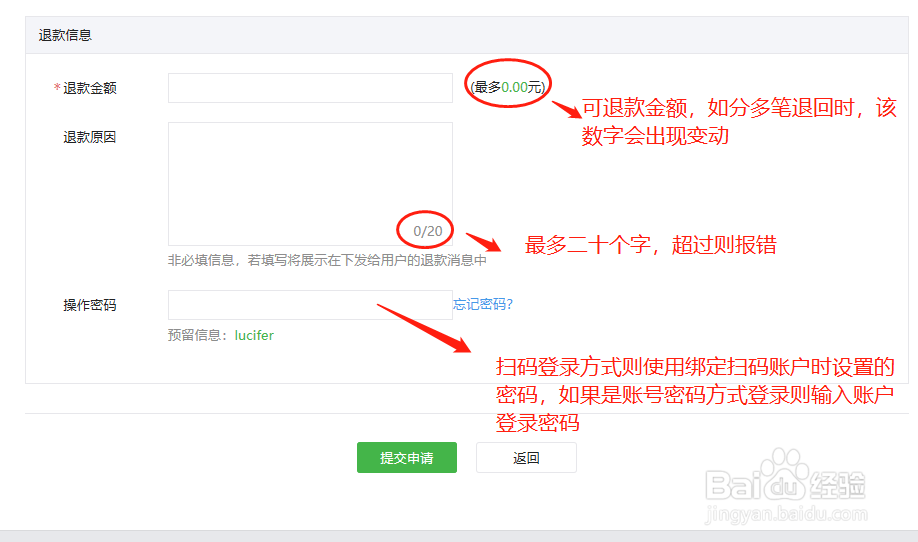 退款信息
*退款金额
(最多0.00元)
可退款金额，如分多笔退回时，该
数字会出现变动
退款原因
0/20
最多二十个字，超过则报错
非必填信息，若填写将展示在下发给用户的退款消息中
操作密码
忘记密码?
预留信息：lucifer
扫码登录方式则使用绑定扫码账户时设置的
密码，如果是账号密码方式登录则输入账户
登录密码
提交申请
返回
Baidu 经验
jingyan.baidu.com